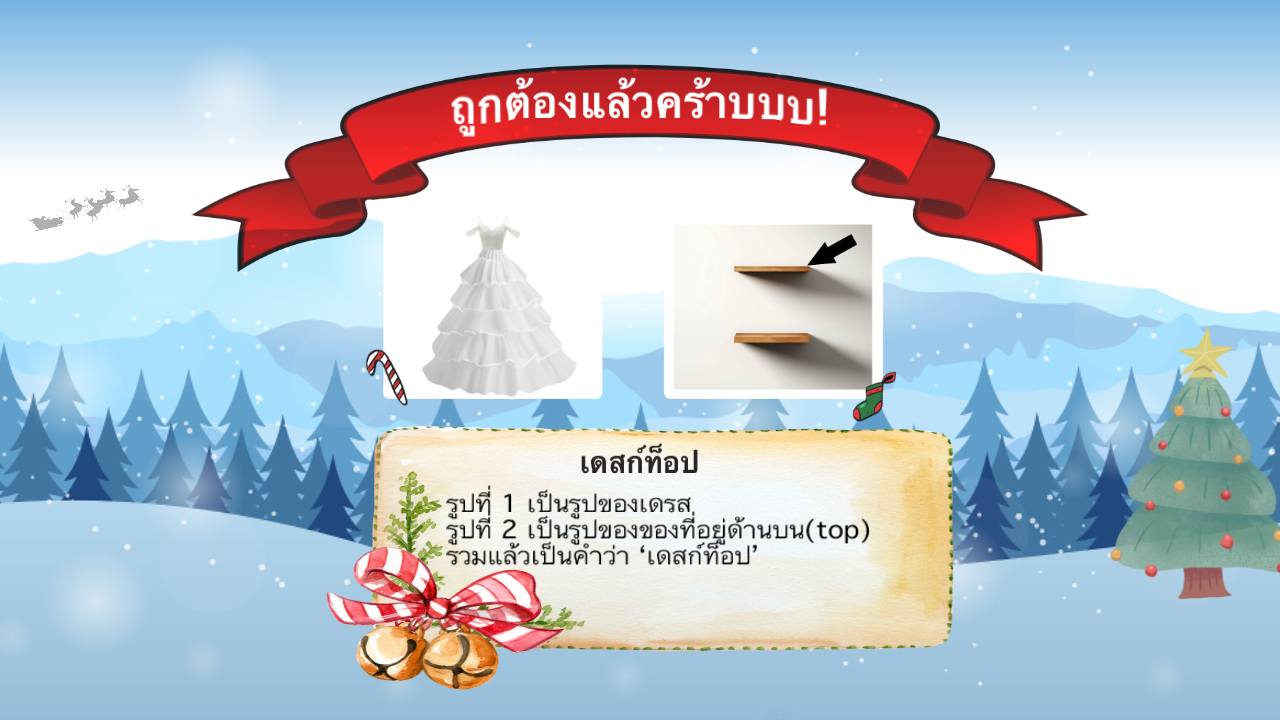 ถูกต้องแล้วคร้าบบบ!
เดสก์ท็อป
รูปที่ 1 เป็นรูปของเดรส
รูปที่ 2 เป็นรูปของของที่อยู่ด้านบน(top)
รวมแล้วเป็นคำว่า ‘เดสก์ท็อป’